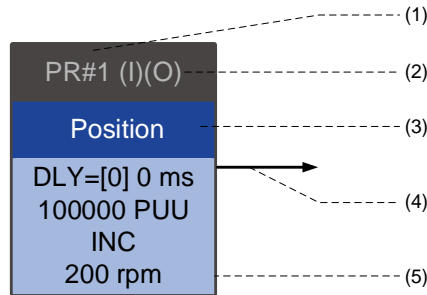 (1)
PR#1 (I)(O)
(2)
Position
(3)
DLY=[0] 0 ms
100000 PUU
INC
200 rpm
(4)
(5)